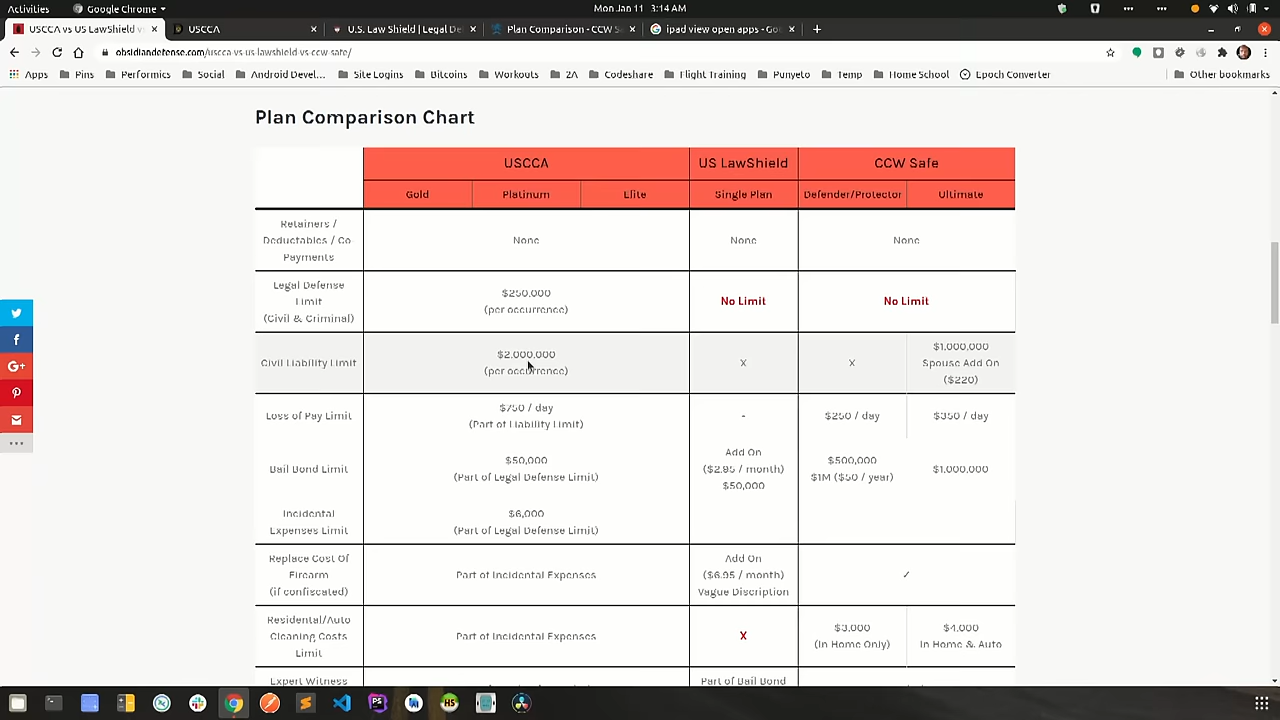 Activities
Google Chrome
Mon Jan 11 3:14 AM
USCCA vs US LawShield v
USCCA
U.S. Law Shield | Legal De
Plan Comparison - CCW S
ipad view open apps - Goo
obsidiandefense.com/uscca-vs-us-lawshield-vs-ccw-safe/
Apps Pins Performics Social Android Devel... Site Logins Bitcoins Workouts 2A Codeshare Flight Training Punyeto Temp Home School Epoch Converter Other bookmarks
Plan Comparison Chart
USCCA US LawShield CCW Safe
Gold Platinum Elite Single Plan Defender/Protector Ultimate
Retainers /
Deductables / Co
Payments
None
None
None
Legal Defense
Limit
(Civil & Criminal)
$250,000
(per occurrence)
No Limit
No Limit
Civil Liability Limit
$2,000,000
(per occurrence)
X
X
$1,000,000
Spouse Add On
($220)
Loss of Pay Limit
$750 / day
(Part of Liability Limit)
-
$250 / day
$350 / day
Bail Bond Limit
$50,000
(Part of Legal Defense Limit)
Add On
($2.95 / month)
$50,000
$500,000
$1M ($50 / year)
$1,000,000
Incidental
Expenses Limit
$6,000
(Part of Legal Defense Limit)
Replace Cost Of
Firearm
(if confiscated)
Part of Incidental Expenses
Add On
($6.95 / month)
Vague Discription
✓
Residential/Auto
Cleaning Costs
Limit
Part of Incidental Expenses
X
$3,000
(In Home Only)
$4,000
In Home & Auto
Expert Witness
Part of Bail Bond